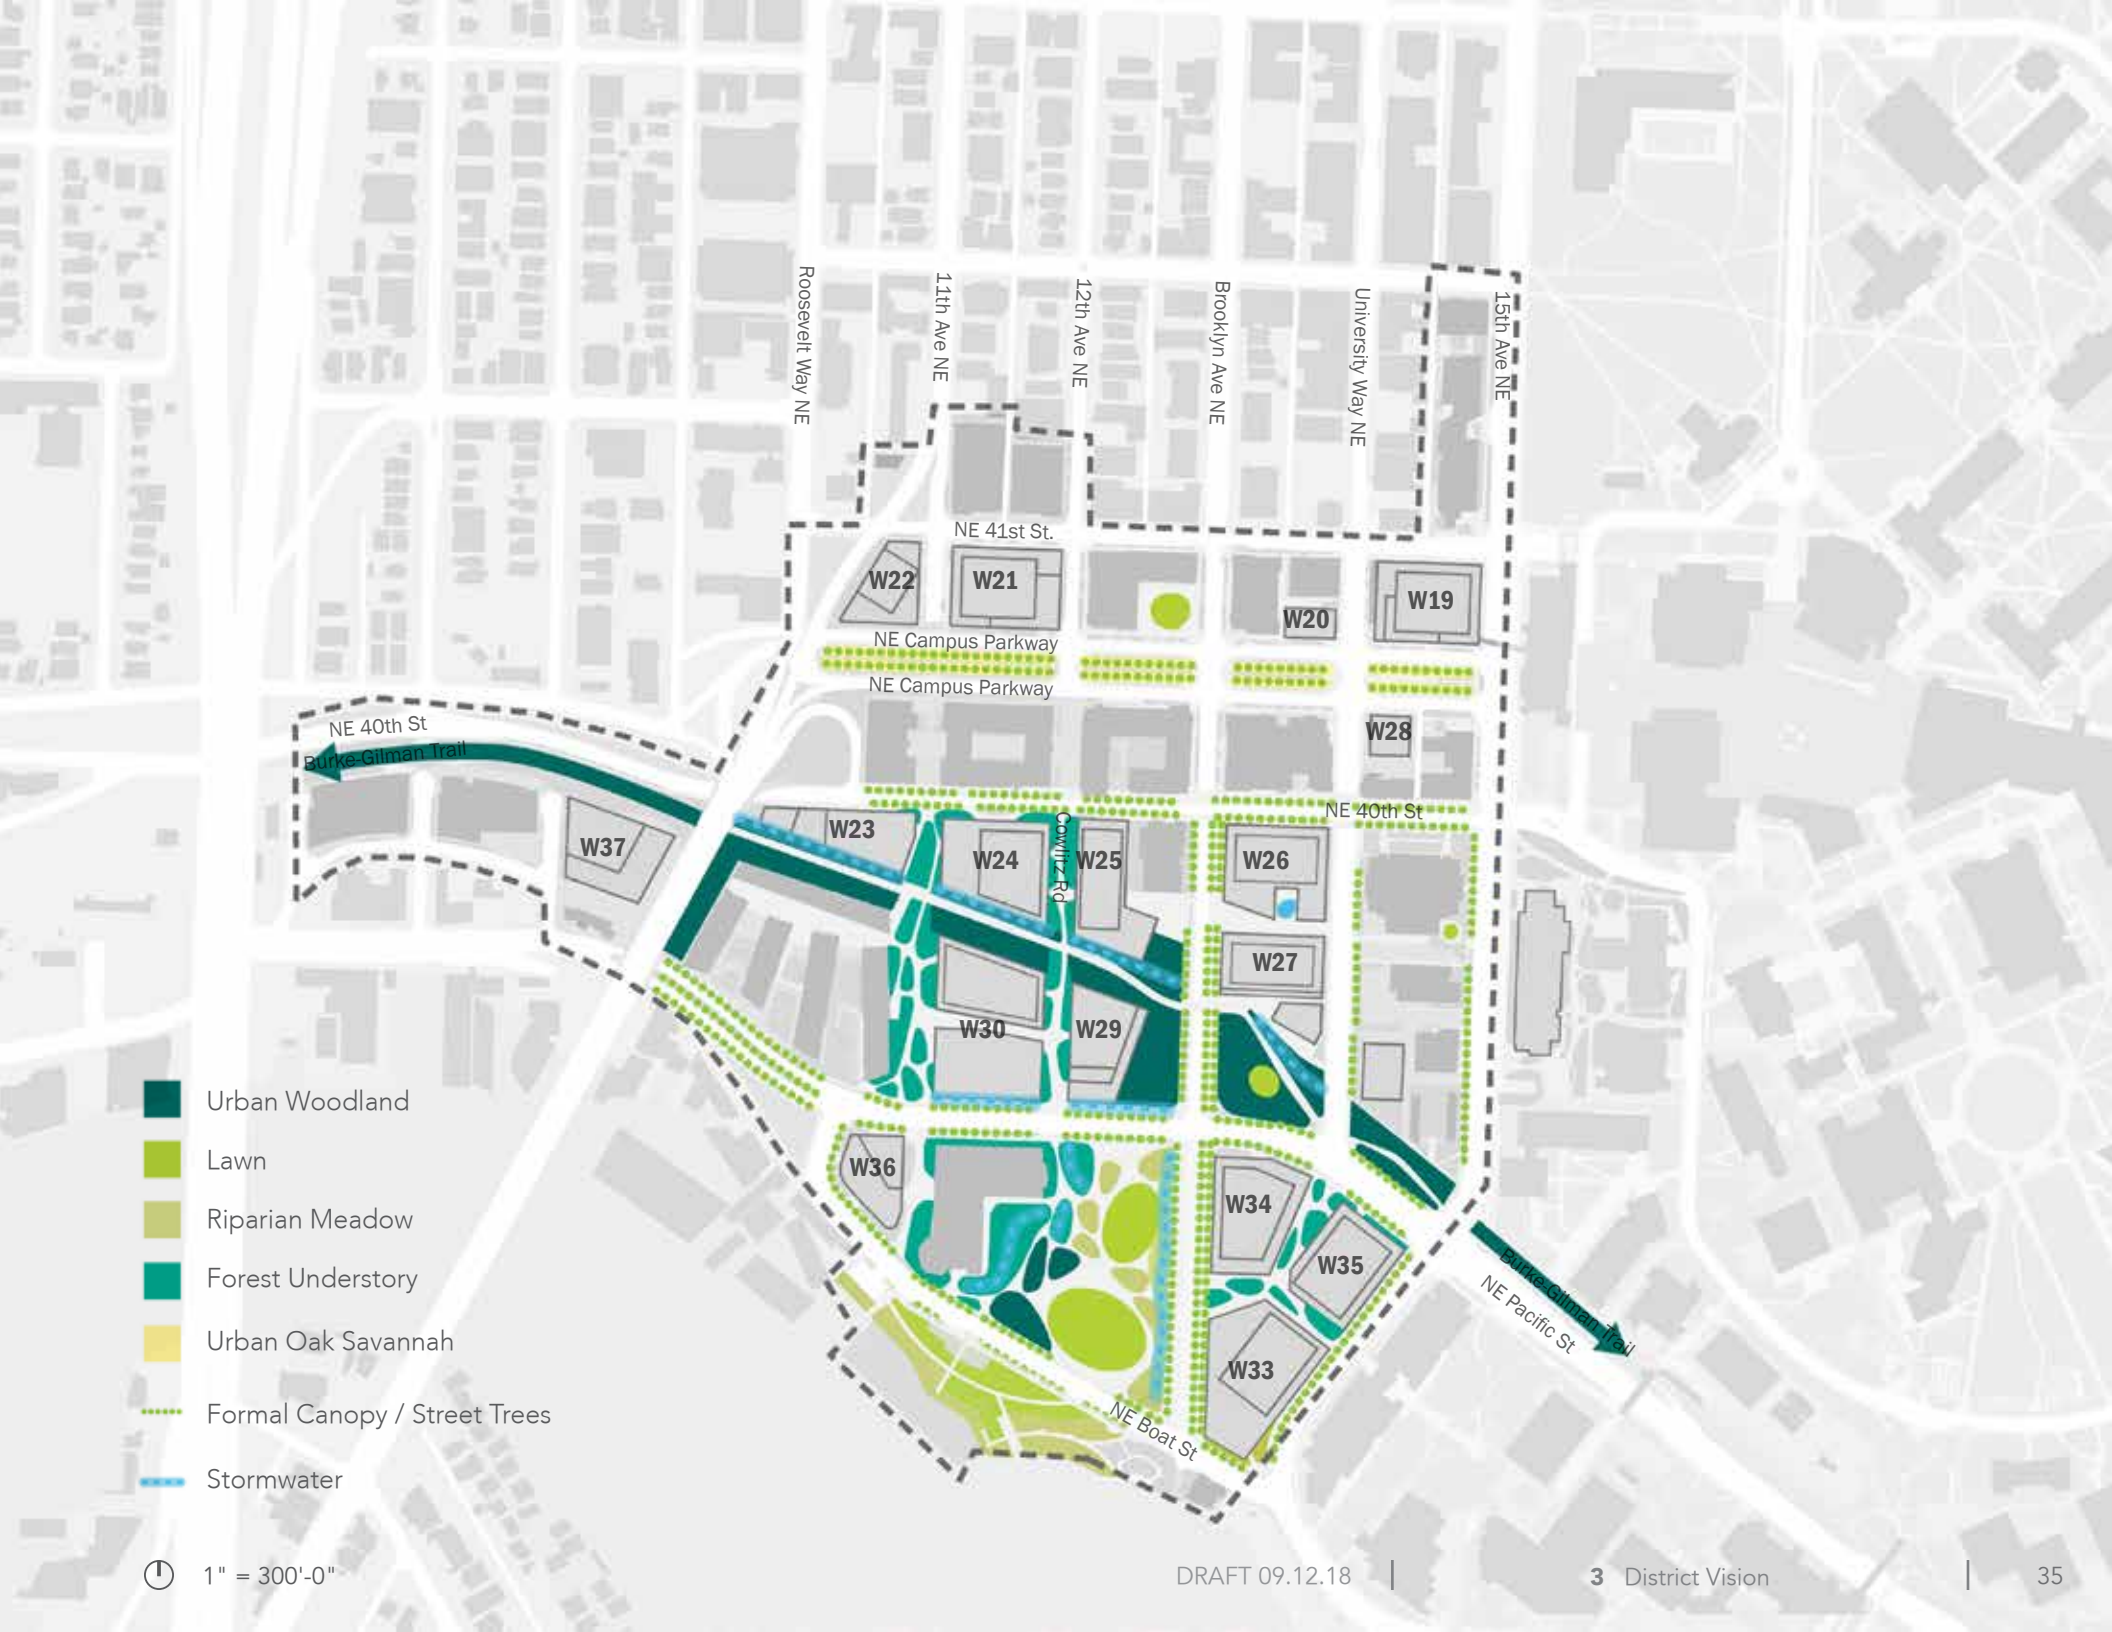 Roosevelt Way NE
11th Ave NE
12th Ave NE
Brooklyn Ave NE
University Way NE
15th Ave NE
NE 41st St.
W22
W21
W20
W19
NE Campus Parkway
NE Campus Parkway
W28
NE 40th St
Burke-Gilman Trail
NE 40th St
W37
W23
W24
Cowlitz Rd
W25
W26
W27
W30
W29
W36
W34
W35
W33
Burke-Gilman Trail
NE Pacific St
NE Boat St
Urban Woodland
Lawn
Riparian Meadow
Forest Understory
Urban Oak Savannah
Formal Canopy / Street Trees
Stormwater
1" = 300'-0"
DRAFT 09.12.18 | 3 District Vision | 35